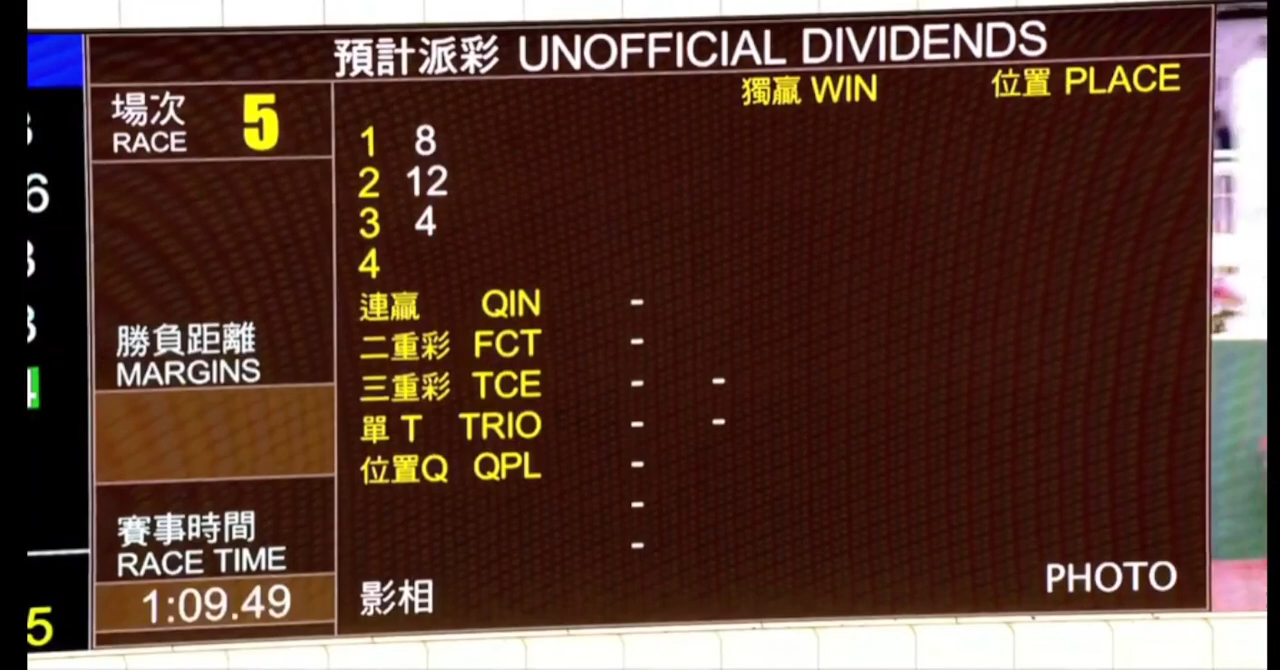 預計派彩 UNOFFICIAL DIVIDENDS
場次 5
RACE
獨贏 WIN 位置 PLACE
1 8
2 12
3 4
4
連贏 QIN -
二重彩 FCT -
三重彩 TCE - -
單 T TRIO - -
位置Q QPL -
-
-
勝負距離
MARGINS
賽事時間
RACE TIME
1:09.49
影相 PHOTO
6
5